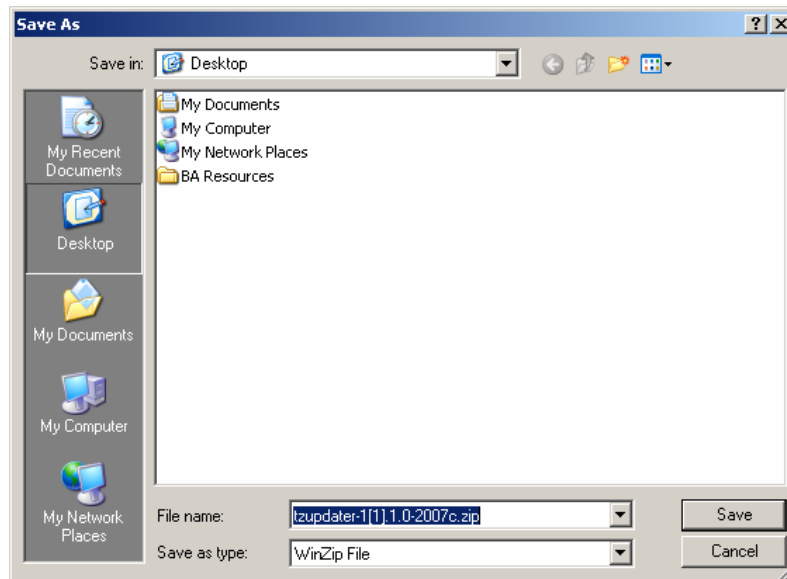 Save As
Save in:
Desktop
My Recent
Documents
Desktop
My Documents
My Computer
My Network
Places
My Documents
My Computer
My Network Places
BA Resources
File name:
tzupdater-1[1].1.0-2007c.zip
Save
Save as type:
WinZip File
Cancel